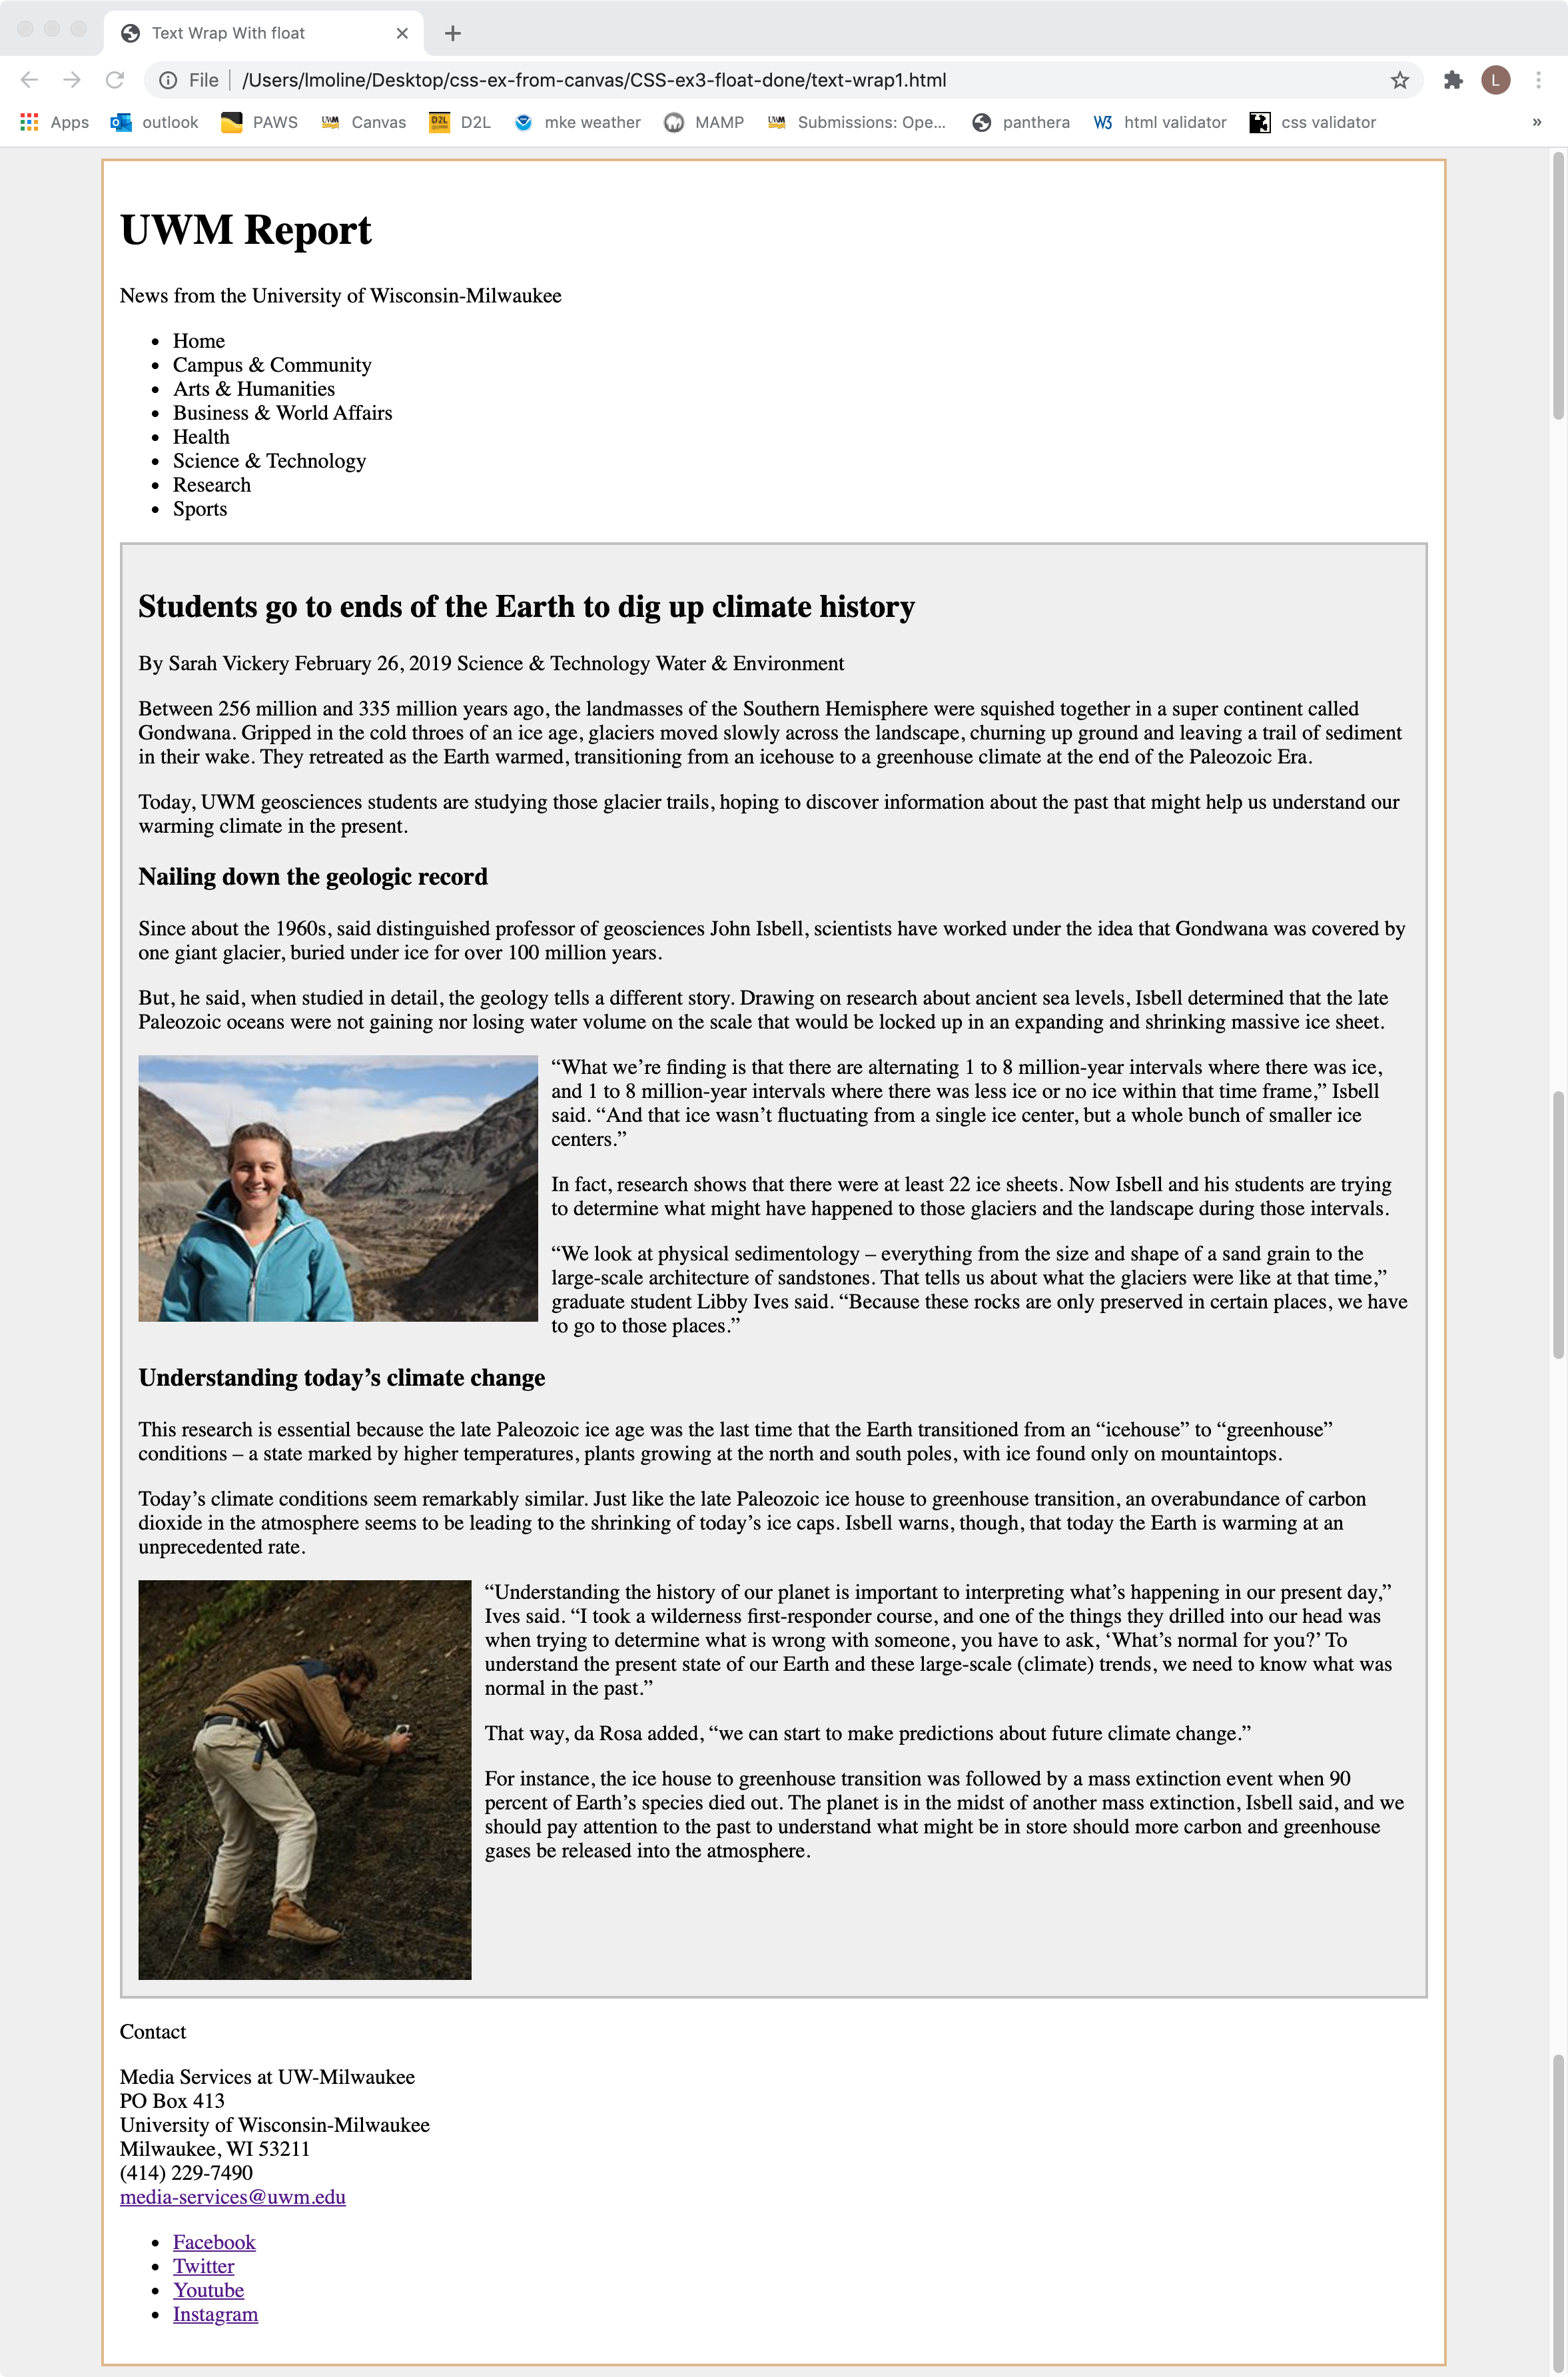 Text Wrap With float
File /Users/lmoline/Desktop/css-ex-from-canvas/CSS-ex3-float-done/text-wrap1.html
L
Apps outlook PAWS UWM Canvas D2L mke weather MAMP UWM Submissions: Ope... panthera W3 html validator css validator »
UWM Report
News from the University of Wisconsin-Milwaukee
• Home
• Campus & Community
• Arts & Humanities
• Business & World Affairs
• Health
• Science & Technology
• Research
• Sports
Students go to ends of the Earth to dig up climate history
By Sarah Vickery February 26, 2019 Science & Technology Water & Environment
Between 256 million and 335 million years ago, the landmasses of the Southern Hemisphere were squished together in a super continent called
Gondwana. Gripped in the cold throes of an ice age, glaciers moved slowly across the landscape, churning up ground and leaving a trail of sediment
in their wake. They retreated as the Earth warmed, transitioning from an icehouse to a greenhouse climate at the end of the Paleozoic Era.
Today, UWM geosciences students are studying those glacier trails, hoping to discover information about the past that might help us understand our
warming climate in the present.
Nailing down the geologic record
Since about the 1960s, said distinguished professor of geosciences John Isbell, scientists have worked under the idea that Gondwana was covered by
one giant glacier, buried under ice for over 100 million years.
But, he said, when studied in detail, the geology tells a different story. Drawing on research about ancient sea levels, Isbell determined that the late
Paleozoic oceans were not gaining nor losing water volume on the scale that would be locked up in an expanding and shrinking massive ice sheet.
“What we’re finding is that there are alternating 1 to 8 million-year intervals where there was ice,
and 1 to 8 million-year intervals where there was less ice or no ice within that time frame,” Isbell
said. “And that ice wasn’t fluctuating from a single ice center, but a whole bunch of smaller ice
centers.”
In fact, research shows that there were at least 22 ice sheets. Now Isbell and his students are trying
to determine what might have happened to those glaciers and the landscape during those intervals.
“We look at physical sedimentology – everything from the size and shape of a sand grain to the
large-scale architecture of sandstones. That tells us about what the glaciers were like at that time,”
graduate student Libby Ives said. “Because these rocks are only preserved in certain places, we have
to go to those places.”
Understanding today’s climate change
This research is essential because the late Paleozoic ice age was the last time that the Earth transitioned from an “icehouse” to “greenhouse”
conditions – a state marked by higher temperatures, plants growing at the north and south poles, with ice found only on mountaintops.
Today’s climate conditions seem remarkably similar. Just like the late Paleozoic ice house to greenhouse transition, an overabundance of carbon
dioxide in the atmosphere seems to be leading to the shrinking of today’s ice caps. Isbell warns, though, that today the Earth is warming at an
unprecedented rate.
“Understanding the history of our planet is important to interpreting what’s happening in our present day,”
Ives said. “I took a wilderness first-responder course, and one of the things they drilled into our head was
when trying to determine what is wrong with someone, you have to ask, ‘What’s normal for you?’ To
understand the present state of our Earth and these large-scale (climate) trends, we need to know what was
normal in the past.”
That way, da Rosa added, “we can start to make predictions about future climate change.”
For instance, the ice house to greenhouse transition was followed by a mass extinction event when 90
percent of Earth’s species died out. The planet is in the midst of another mass extinction, Isbell said, and we
should pay attention to the past to understand what might be in store should more carbon and greenhouse
gases be released into the atmosphere.
Contact
Media Services at UW-Milwaukee
PO Box 413
University of Wisconsin-Milwaukee
Milwaukee, WI 53211
(414) 229-7490
media-services@uwm.edu
• Facebook
• Twitter
• Youtube
• Instagram